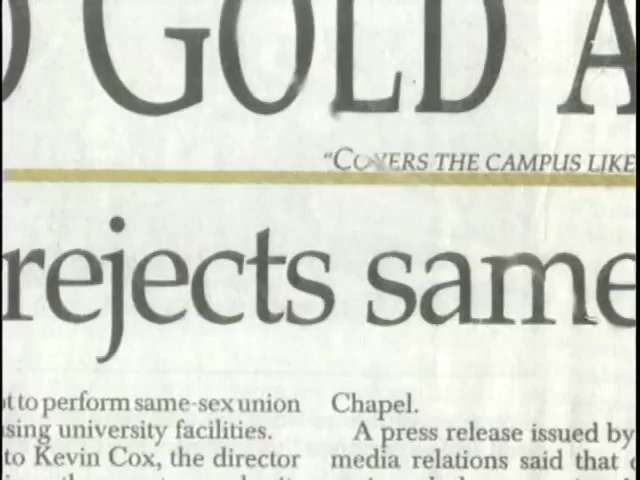 GOLD A
"COVERS THE CAMPUS LIKE
rejects same
to perform same-sex union
using university facilities.
to Kevin Cox, the director
Chapel.
A press release issued by
media relations said that